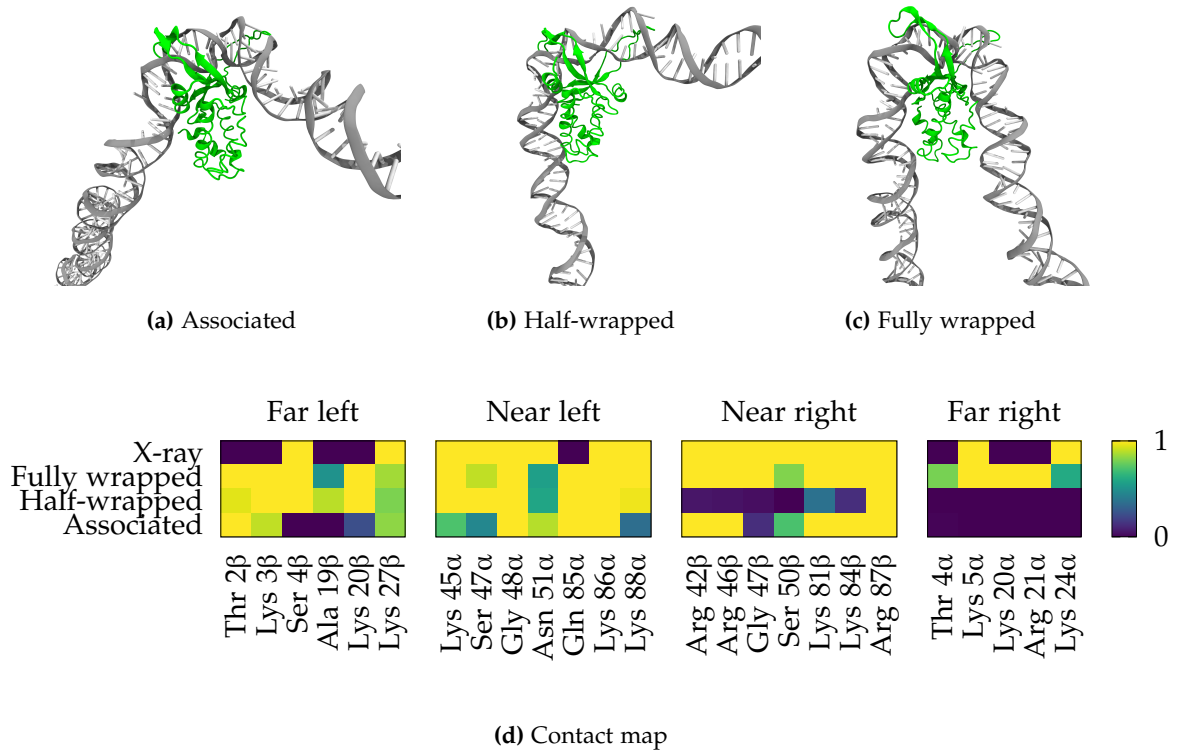 (a) Associated
(b) Half-wrapped
(c) Fully wrapped
Far left
Near left
Near right
Far right
X-ray
Fully wrapped
Half-wrapped
Associated
1
0
Thr 2β
Lys 3β
Ser 4β
Ala 19β
Lys 20β
Lys 27β
Lys 45α
Ser 47α
Gly 48α
Asn 51α
Gln 85α
Lys 86α
Lys 88α
Arg 42β
Arg 46β
Gly 47β
Ser 50β
Lys 81β
Lys 84β
Arg 87β
Thr 4α
Lys 5α
Lys 20α
Arg 21α
Lys 24α
(d) Contact map